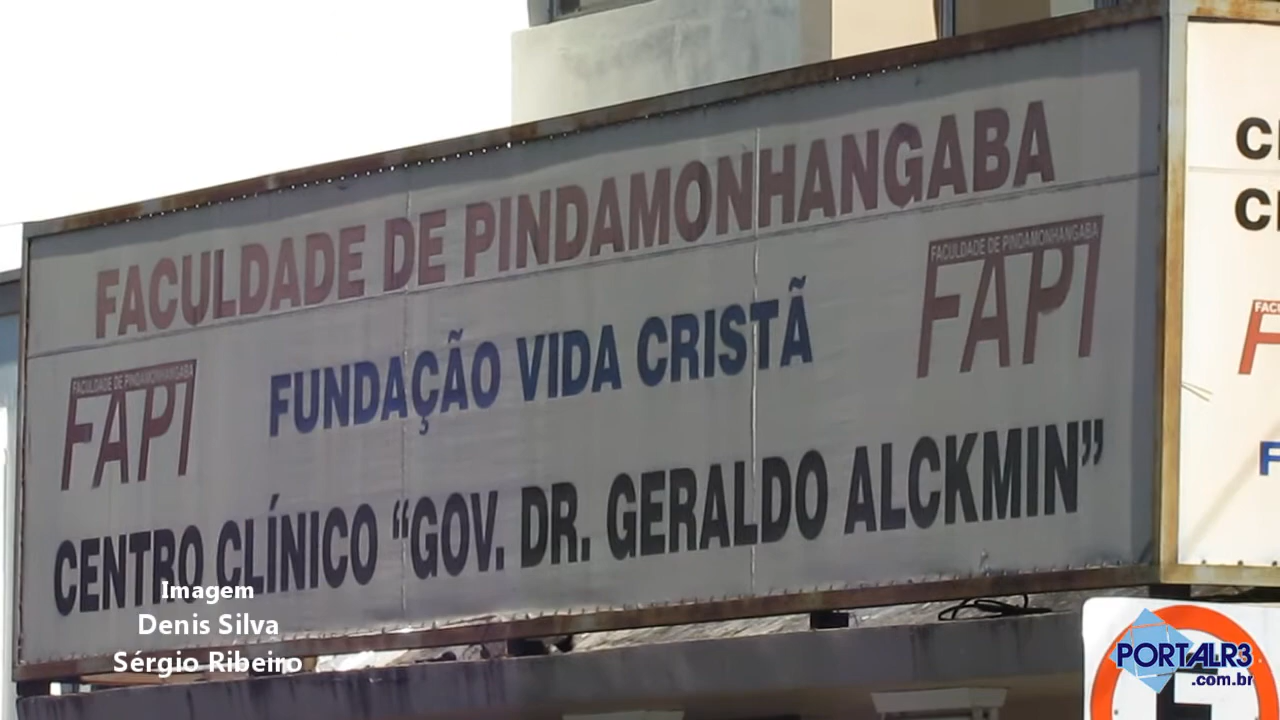 FACULDADE DE PINDAMONHANGABA
FACULDADE DE PINDAMONHANGABA
FAPI
FUNDAÇÃO VIDA CRISTÃ
FACULDADE DE PINDAMONHANGABA
FAPI
CENTRO CLÍNICO “GOV. DR. GERALDO ALCKMIN”
Imagem
Denis Silva
Sérgio Ribeiro
PORTALR3
.com.br